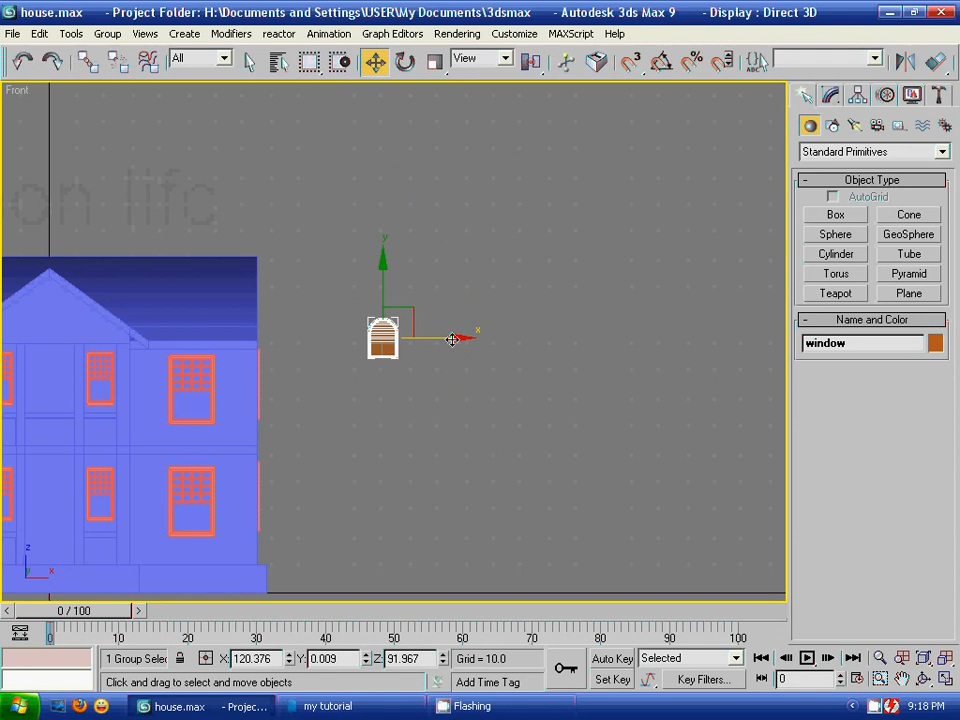 house.max - Project Folder: H:\Documents and Settings\USER\My Documents\3dsmax - Autodesk 3ds Max 9 - Display : Direct 3D
File Edit Tools Group Views Create Modifiers reactor Animation Graph Editors Rendering Customize MAXScript Help
All View
Front
on life
Standard Primitives
- Object Type
AutoGrid
Box Cone
Sphere GeoSphere
Cylinder Tube
Torus Pyramid
Teapot Plane
- Name and Color
window
y
x
z
y x
< 0 / 100 >
0 10 20 30 40 50 60 70 80 90 100
1 Group Selec X: 120.376 Y: 0.009 Z: 91.967 Grid = 10.0 Auto Key Selected
Click and drag to select and move objects Add Time Tag Set Key Key Filters... 0
start house.max - Projec... my tutorial Flashing 9:18 PM